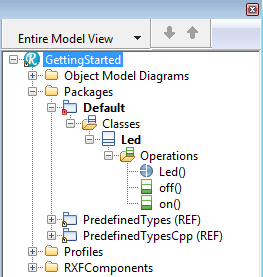 Entire Model View
GettingStarted
Object Model Diagrams
Packages
Default
Classes
Led
Operations
Led()
off()
on()
PredefinedTypes (REF)
PredefinedTypesCpp (REF)
Profiles
RXFComponents